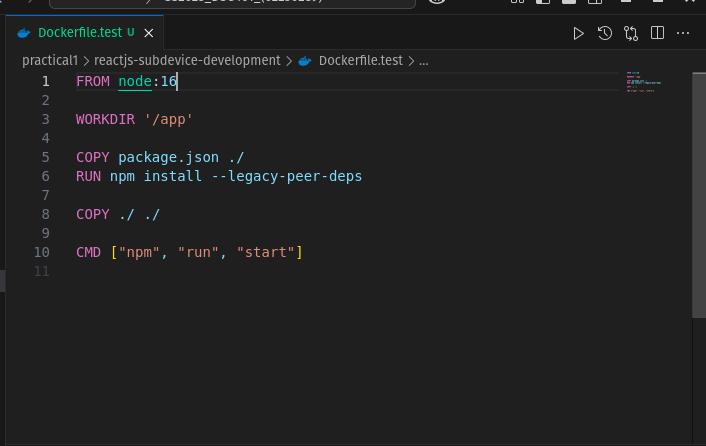 Dockerfile.test U
practical1 > reactjs-subdevice-development > Dockerfile.test > ...
1 FROM node:16
2
3 WORKDIR '/app'
4
5 COPY package.json ./
6 RUN npm install --legacy-peer-deps
7
8 COPY ./ ./
9
10 CMD ["npm", "run", "start"]
11